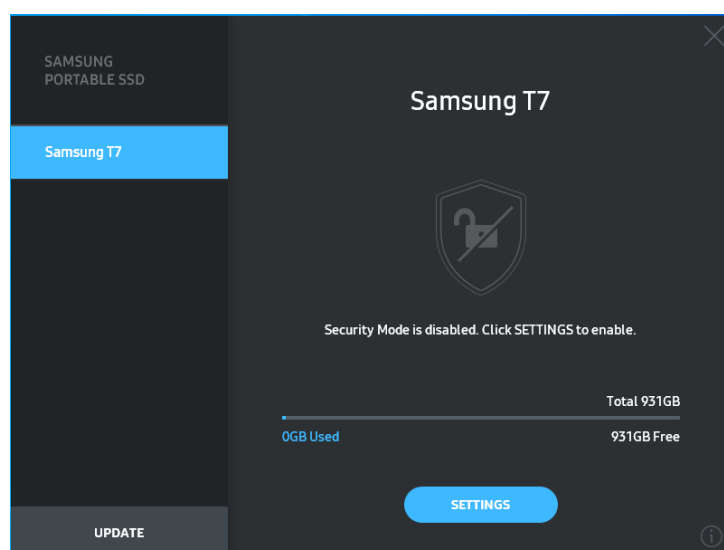 SAMSUNG
PORTABLE SSD
Samsung T7
Samsung T7
Security Mode is disabled. Click SETTINGS to enable.
Total 931GB
0GB Used
931GB Free
SETTINGS
UPDATE